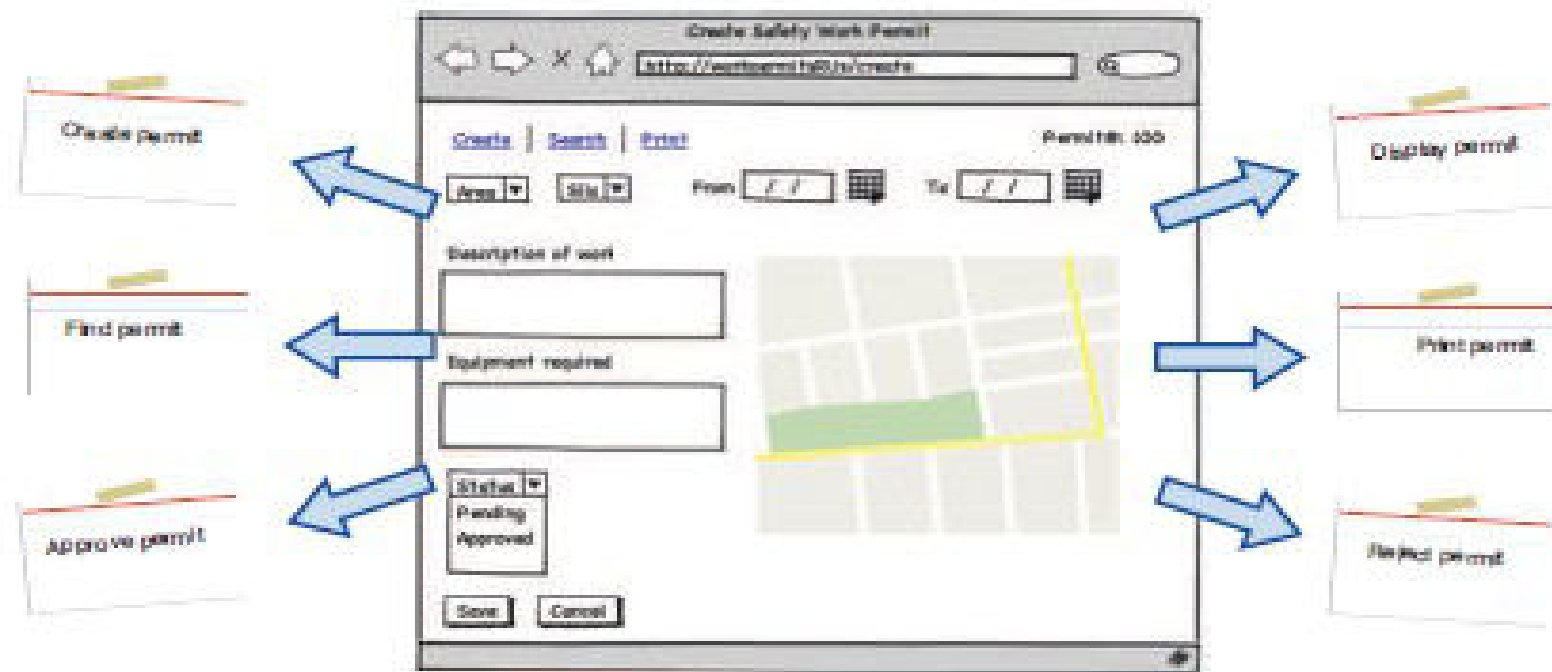 Create Safety Work Permit
Create permit
Create | Search | Print
Area
Site
From / /
To / /
Display permit
Description of work
Find permit
Print permit
Equipment required
Status
Pending
Approved
Approve permit
Reject permit
Save
Cancel